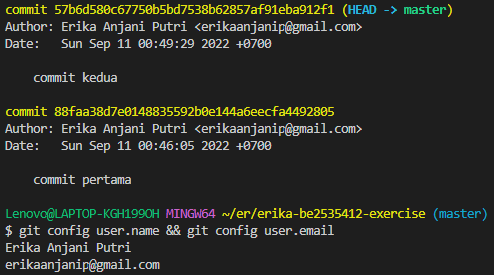 commit 57b6d580c67750b5bd7538b62857af91eba912f1 (HEAD -> master)
Author: Erika Anjani Putri <erikaanjanip@gmail.com>
Date:   Sun Sep 11 00:49:29 2022 +0700

    commit kedua

commit 88faa38d7e0148835592b0e144a6eecfa4492805
Author: Erika Anjani Putri <erikaanjanip@gmail.com>
Date:   Sun Sep 11 00:46:05 2022 +0700

    commit pertama

Lenovo@LAPTOP-KGH199OH MINGW64 ~/er/erika-be2535412-exercise (master)
$ git config user.name && git config user.email
Erika Anjani Putri
erikaanjanip@gmail.com